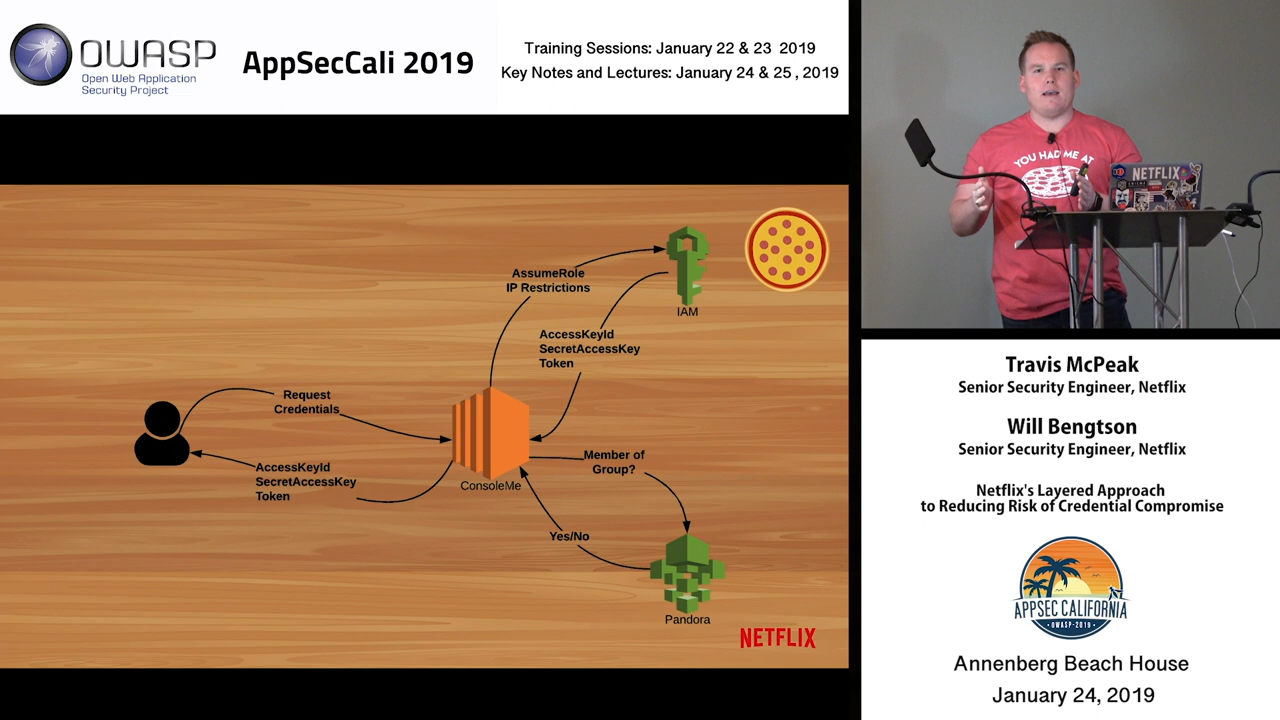 OWASP
Open Web Application
Security Project
AppSecCali 2019
Training Sessions: January 22 & 23 2019
Key Notes and Lectures: January 24 & 25 , 2019
AssumeRole
IP Restrictions
IAM
AccessKeyId
SecretAccessKey
Token
Request
Credentials
AccessKeyId
SecretAccessKey
Token
ConsoleMe
Member of
Group?
Yes/No
Pandora
NETFLIX
YOU HAD ME AT
NETFLIX
Travis McPeak
Senior Security Engineer, Netflix
Will Bengtson
Senior Security Engineer, Netflix
Netflix's Layered Approach
to Reducing Risk of Credential Compromise
APPSEC CALIFORNIA
OWASP-2019
Annenberg Beach House
January 24, 2019